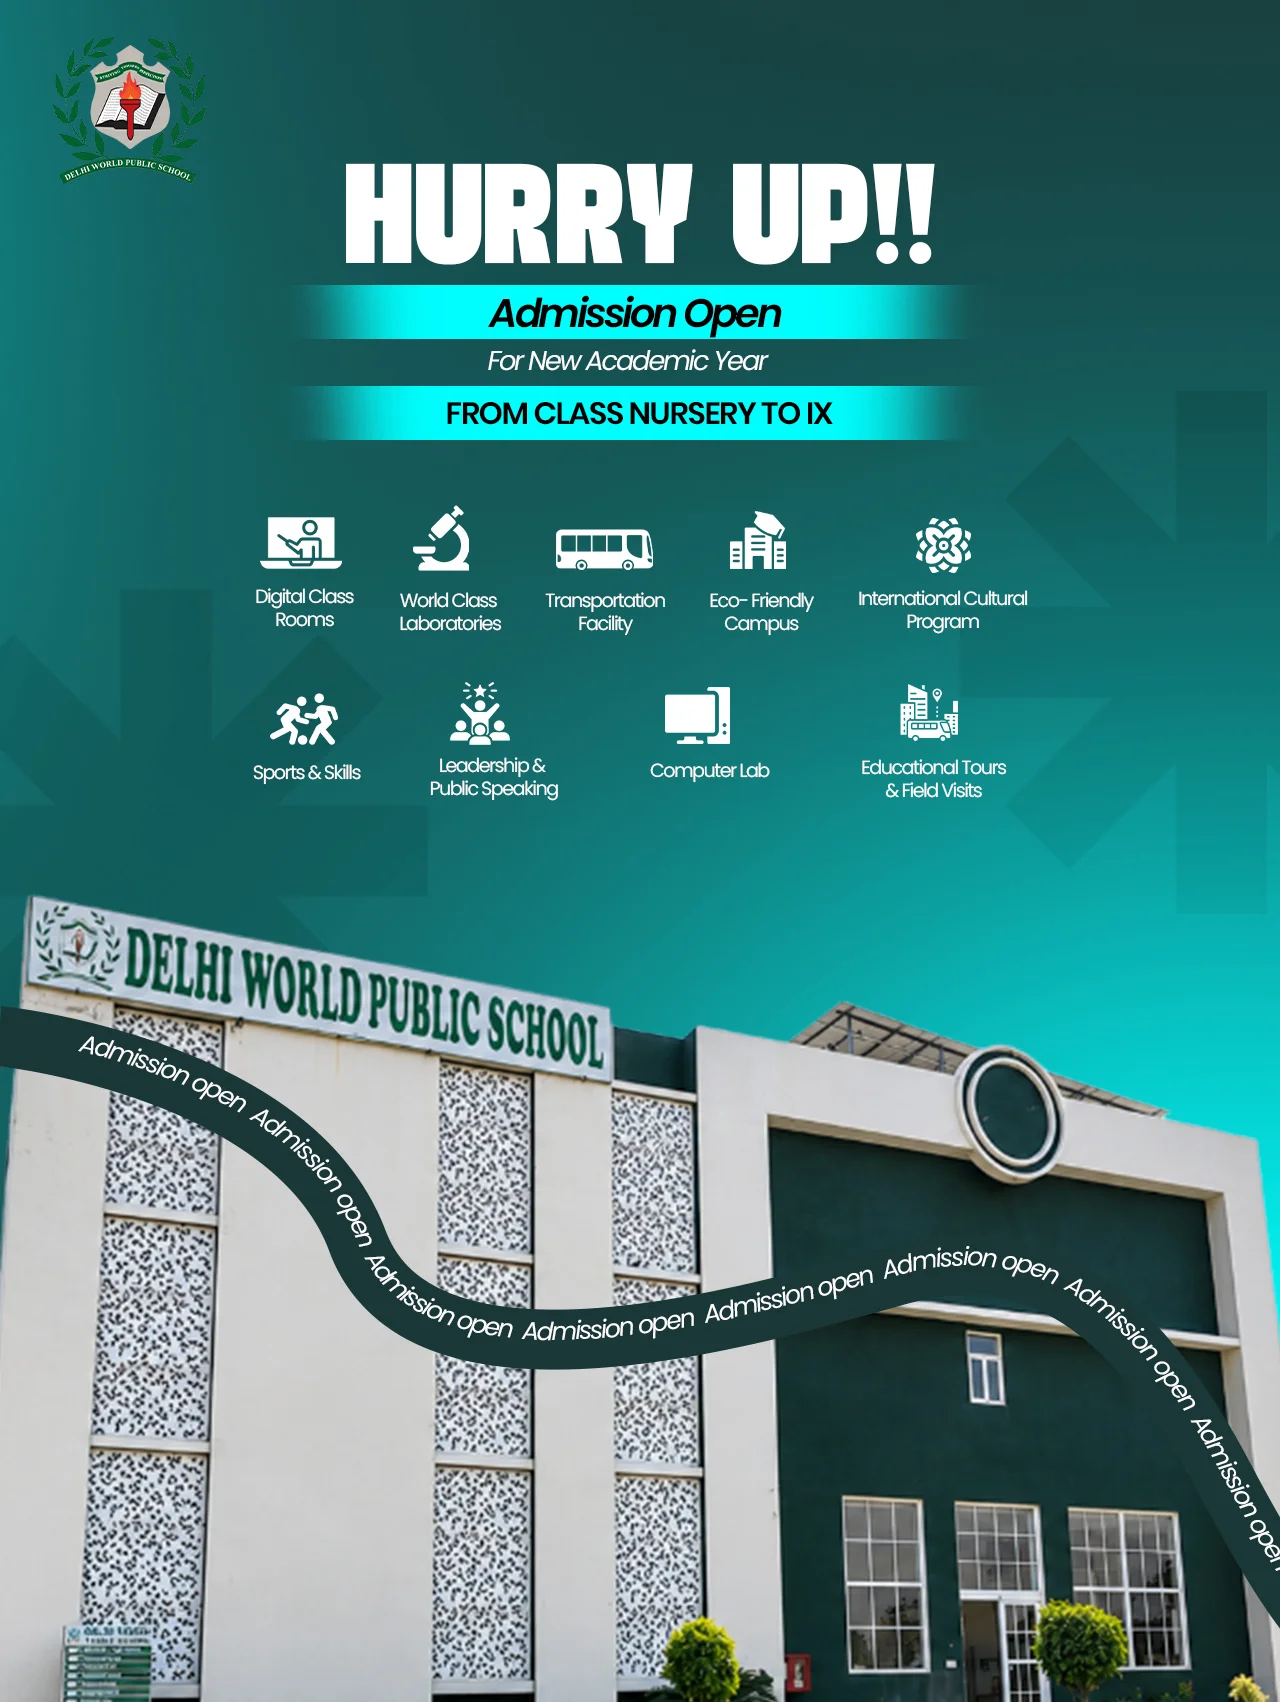 STRIVING TOWARDS PERFECTION
DELHI WORLD PUBLIC SCHOOL
HURRY UP!!
Admission Open
For New Academic Year
FROM CLASS NURSERY TO IX
Digital Class
Rooms
World Class
Laboratories
Transportation
Facility
Eco- Friendly
Campus
International Cultural
Program
Sports & Skills
Leadership &
Public Speaking
Computer Lab
Educational Tours
& Field Visits
DELHI WORLD PUBLIC SCHOOL
Admission open Admission open Admission open Admission open Admission open Admission open Admission open Admission open